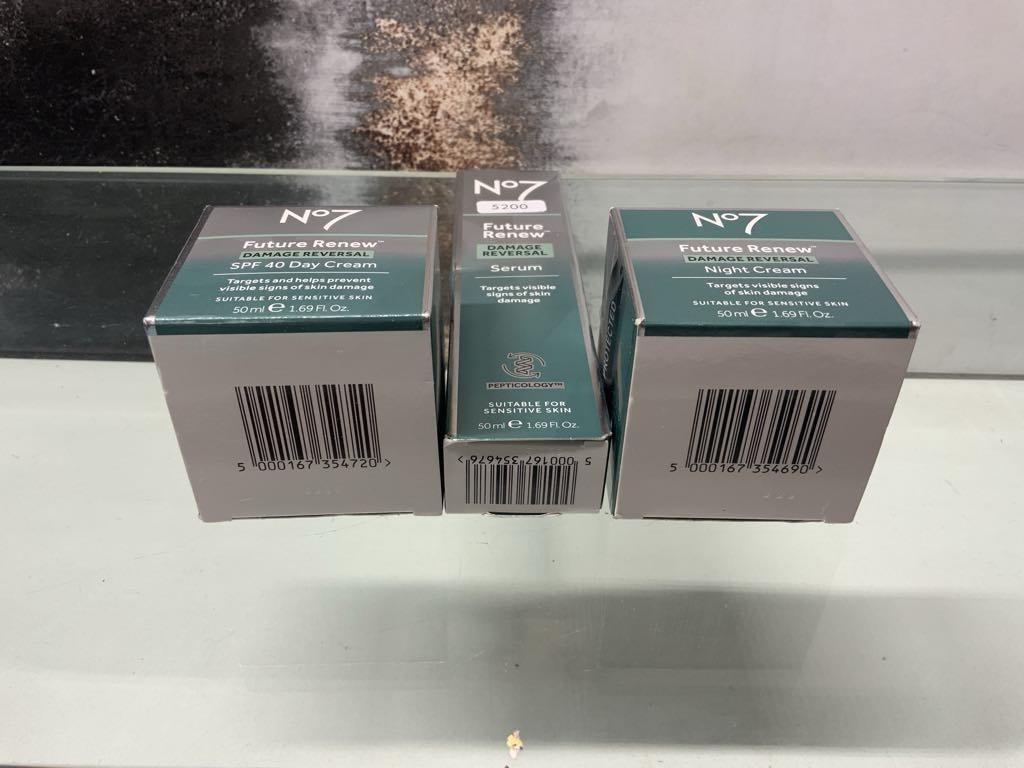 No7
Future Renew™
DAMAGE REVERSAL
SPF 40 Day Cream
Targets and helps prevent
visible signs of skin damage
SUITABLE FOR SENSITIVE SKIN
50 ml e 1.69 Fl. Oz.
5 000167 354720 >
No7
5200
Future
Renew™
DAMAGE
REVERSAL
Serum
Targets visible
signs of skin
damage
PEPTICOLOGY™
SUITABLE FOR
SENSITIVE SKIN
50 ml e 1.69 Fl. Oz.
5 000167 354676 >
No7
Future Renew™
DAMAGE REVERSAL
Night Cream
Targets visible signs
of skin damage
SUITABLE FOR SENSITIVE SKIN
50 ml e 1.69 Fl. Oz.
PROTECTED
5 000167 354690 >